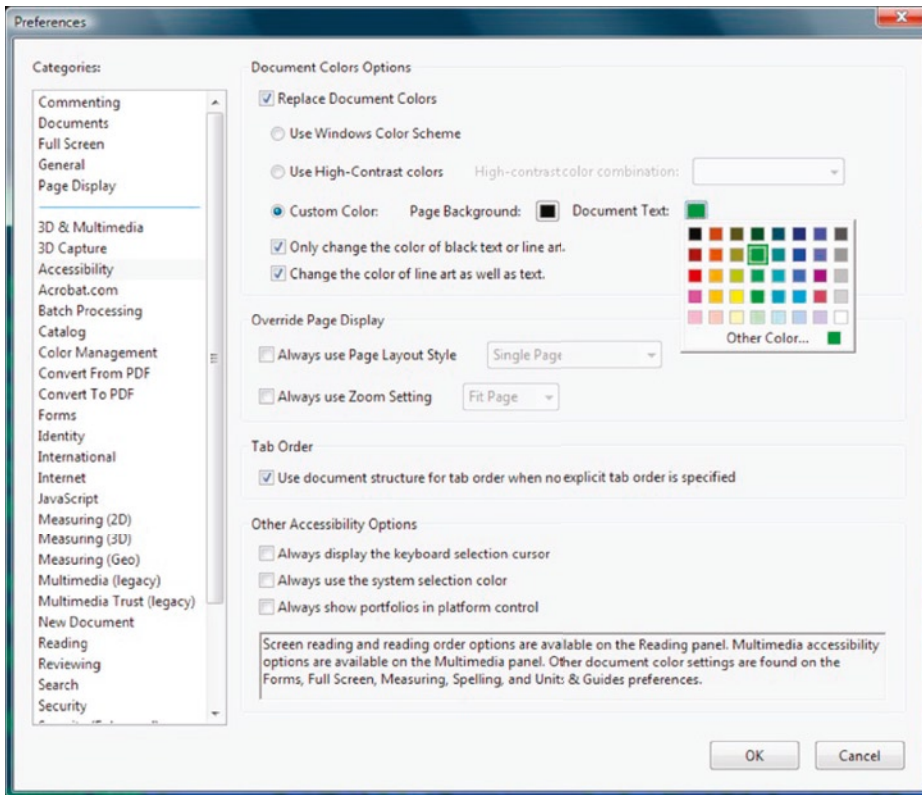 Preferences
Categories:
Commenting
Documents
Full Screen
General
Page Display
3D & Multimedia
3D Capture
Accessibility
Acrobat.com
Batch Processing
Catalog
Color Management
Convert From PDF
Convert To PDF
Forms
Identity
International
Internet
JavaScript
Measuring (2D)
Measuring (3D)
Measuring (Geo)
Multimedia (legacy)
Multimedia Trust (legacy)
New Document
Reading
Reviewing
Search
Security
Document Colors Options
Replace Document Colors
Use Windows Color Scheme
Use High-Contrast colors High-contrast color combination:
Custom Color: Page Background: Document Text:
Only change the color of black text or line art.
Change the color of line art as well as text.
Other Color...
Override Page Display
Always use Page Layout Style Single Page
Always use Zoom Setting Fit Page
Tab Order
Use document structure for tab order when no explicit tab order is specified
Other Accessibility Options
Always display the keyboard selection cursor
Always use the system selection color
Always show portfolios in platform control
Screen reading and reading order options are available on the Reading panel. Multimedia accessibility
options are available on the Multimedia panel. Other document color settings are found on the
Forms, Full Screen, Measuring, Spelling, and Units & Guides preferences.
OK Cancel